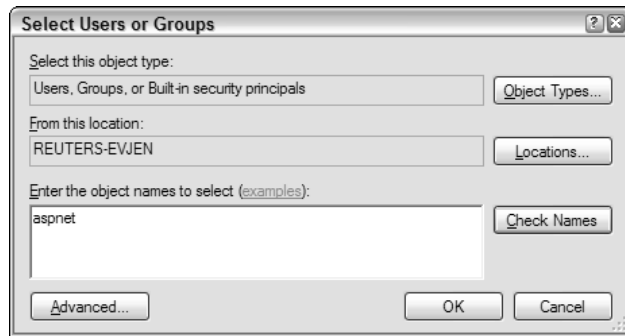 Select Users or Groups
Select this object type:
Users, Groups, or Built-in security principals
Object Types...
From this location:
REUTERS-EVJEN
Locations...
Enter the object names to select (examples):
aspnet
Check Names
Advanced...
OK
Cancel